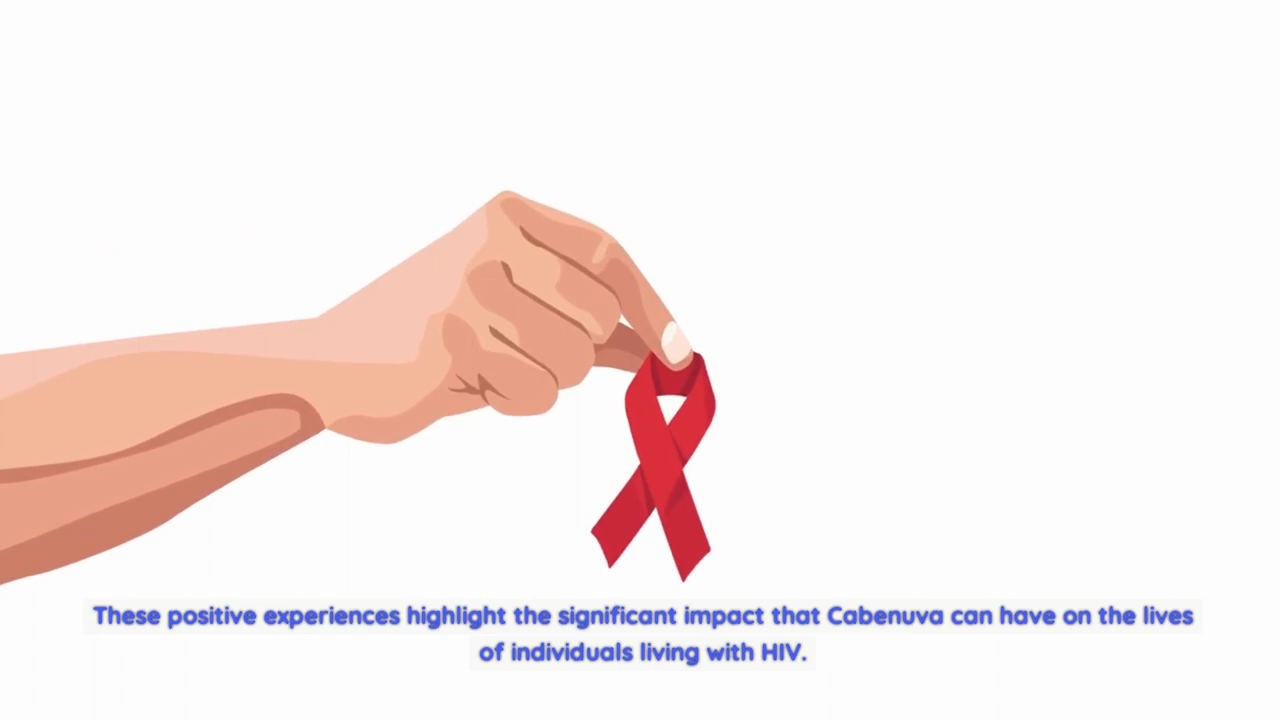 These positive experiences highlight the significant impact that Cabenuva can have on the lives
of individuals living with HIV.